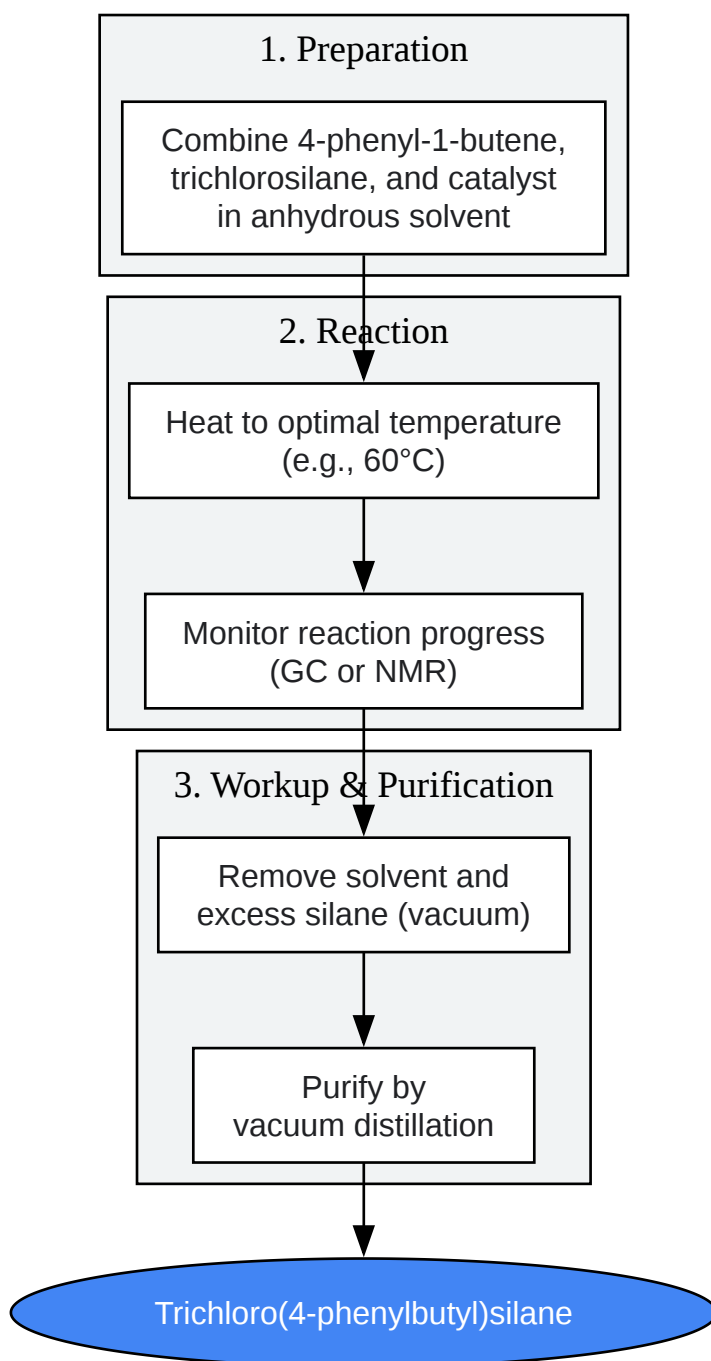 1. Preparation
Combine 4-phenyl-1-butene,
trichlorosilane, and catalyst
in anhydrous solvent
2. Reaction
Heat to optimal temperature
(e.g., 60°C)
Monitor reaction progress
(GC or NMR)
3. Workup & Purification
Remove solvent and
excess silane (vacuum)
Purify by
vacuum distillation
Trichloro(4-phenylbutyl)silane